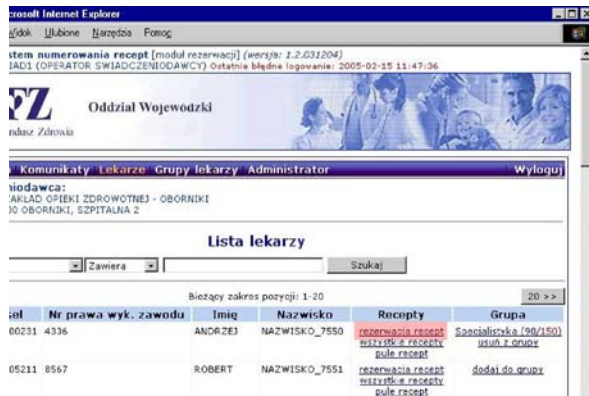 crosoft Internet Explorer
Widok Ulubione Narzędzia Pomoc
stem numerowania recept [moduł rezerwacji] (wersja: 1.2.031204)
IAD1 (OPERATOR SWIADCZENIODAWCY) Ostatnie błędne logowanie: 2005-02-15 11:47:36
FZ Oddział Wojewódzki
ndusz Zdrowia
Komunikaty Lekarze Grupy lekarzy Administrator Wyloguj
niodawca:
ZAKŁAD OPIEKI ZDROWOTNEJ - OBORNIKI
00 OBORNIKI, SZPITALNA 2
Lista lekarzy
Zawiera Szukaj
Bieżący zakres pozycji: 1-20 20 >>
sel Nr prawa wyk. zawodu Imię Nazwisko Recepty Grupa
00231 4336 ANDRZEJ NAZWISKO_7550 rezerwacja recept Specjalistyka (90/150)
wszystkie recepty usuń z grupy
pule recept
05211 8567 ROBERT NAZWISKO_7551 rezerwacja recept dodaj do grupy
wszystkie recepty
pule recept